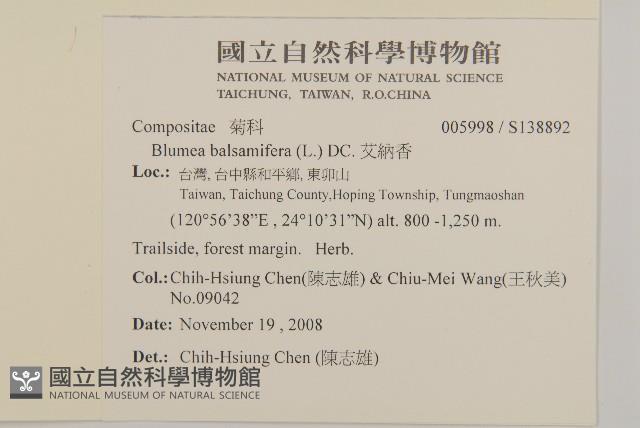 國立自然科學博物館
NATIONAL MUSEUM OF NATURAL SCIENCE
TAICHUNG, TAIWAN, R.O.CHINA
Compositae 菊科 005998 / S138892
Blumea balsamifera (L.) DC. 艾納香
Loc.: 台灣, 台中縣和平鄉, 東卯山
Taiwan, Taichung County,Hoping Township, Tungmaoshan
(120°56'38”E , 24°10'31”N) alt. 800 -1,250 m.
Trailside, forest margin. Herb.
Col.: Chih-Hsiung Chen(陳志雄) & Chiu-Mei Wang(王秋美)
No.09042
Date: November 19 , 2008
Det.: Chih-Hsiung Chen (陳志雄)
國立自然科學博物館
NATIONAL MUSEUM OF NATURAL SCIENCE